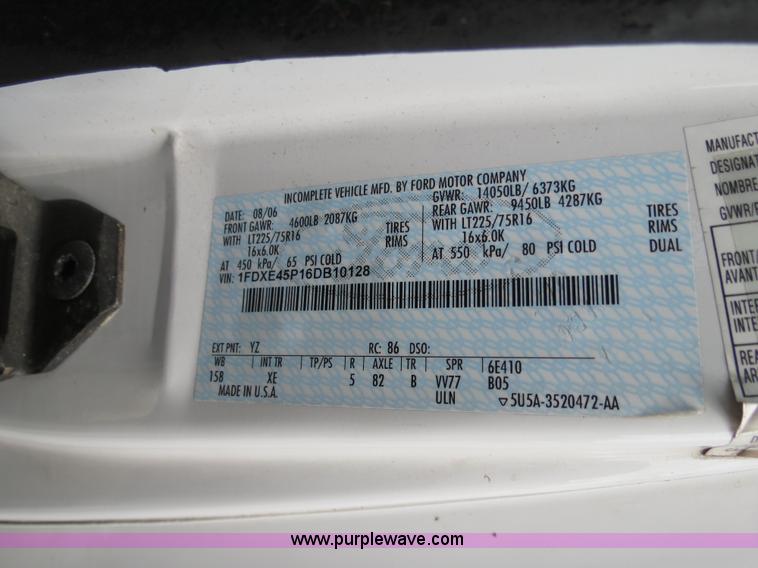 INCOMPLETE VEHICLE MFD. BY FORD MOTOR COMPANY
DATE: 08/06 GVWR: 14050LB/ 6373KG
FRONT GAWR: 4600LB 2087KG REAR GAWR: 9450LB 4287KG
WITH LT225/75R16 TIRES WITH LT225/75R16 TIRES
16x6.0K RIMS 16x6.0K RIMS
AT 450 kPa/ 65 PSI COLD AT 550 kPa/ 80 PSI COLD DUAL
VIN: 1FDXE45P16DB10128
EXT PNT: YZ RC: 86 DSO:
WB INT TR TP/PS R AXLE TR SPR 6E410
158 XE 5 82 B VV77 B05
MADE IN U.S.A. ULN ▽5U5A-3520472-AA
MANUFACT
DESIGNAT
NOMBRE
GVWR/P
FRONT/
AVANT
INTER
INTE
REA
AR
www.purplewave.com